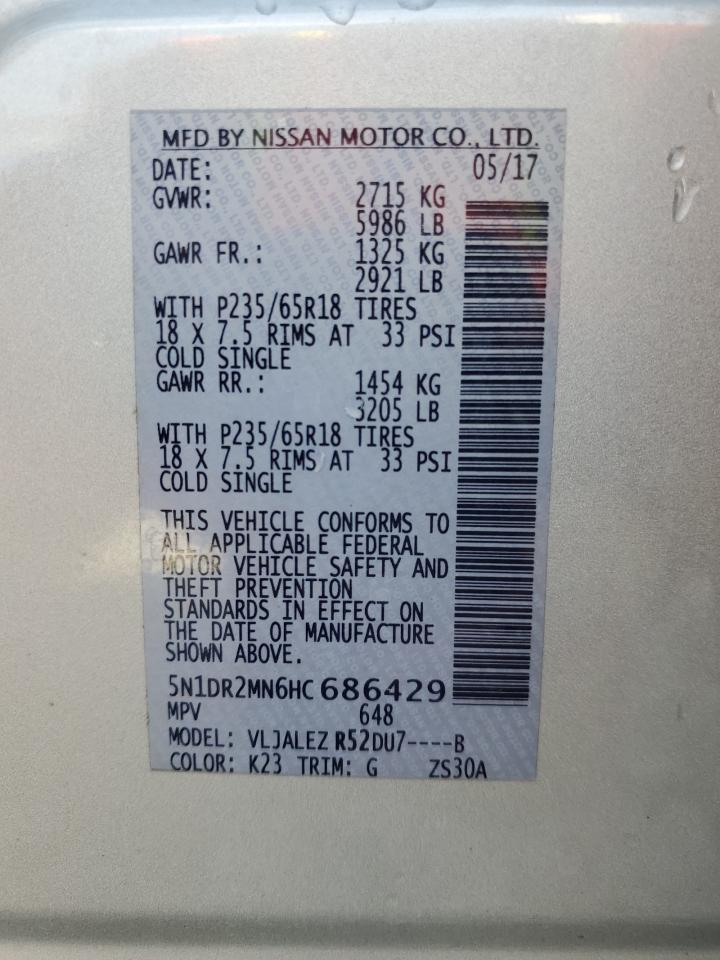 MFD BY NISSAN MOTOR CO., LTD.
DATE: 05/17
GVWR: 2715 KG
5986 LB
GAWR FR.: 1325 KG
2921 LB
WITH P235/65R18 TIRES
18 X 7.5 RIMS AT 33 PSI
COLD SINGLE
GAWR RR.: 1454 KG
3205 LB
WITH P235/65R18 TIRES
18 X 7.5 RIMS AT 33 PSI
COLD SINGLE
THIS VEHICLE CONFORMS TO
ALL APPLICABLE FEDERAL
MOTOR VEHICLE SAFETY AND
THEFT PREVENTION
STANDARDS IN EFFECT ON
THE DATE OF MANUFACTURE
SHOWN ABOVE.
5N1DR2MN6HC686429
MPV 648
MODEL: VLJALEZ R52DU7----B
COLOR: K23 TRIM: G ZS30A